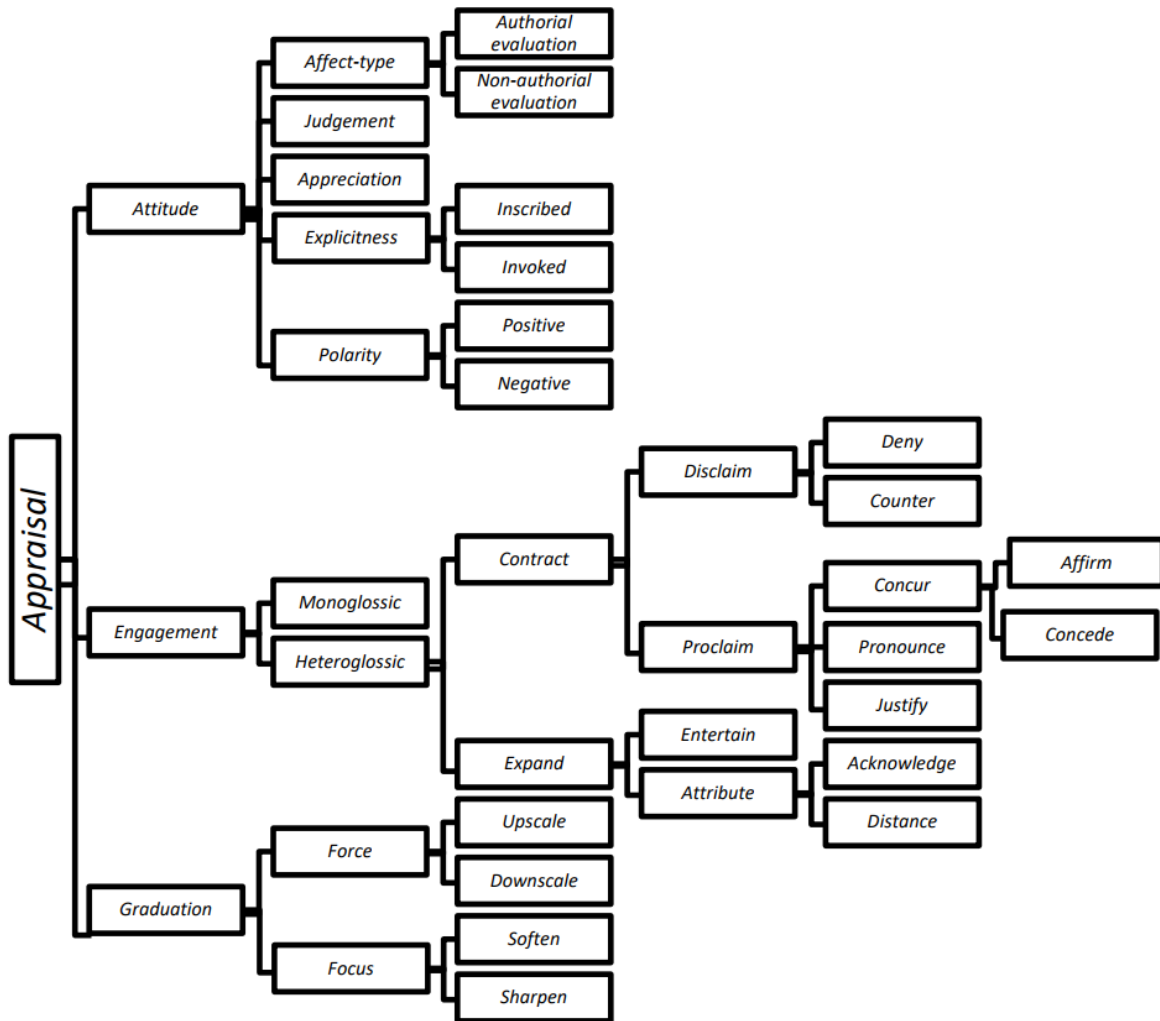 Appraisal
Attitude
Affect-type
Authorial
evaluation
Non-authorial
evaluation
Judgement
Appreciation
Explicitness
Inscribed
Invoked
Polarity
Positive
Negative
Engagement
Monoglossic
Heteroglossic
Contract
Disclaim
Deny
Counter
Proclaim
Concur
Affirm
Concede
Pronounce
Justify
Expand
Entertain
Attribute
Acknowledge
Distance
Graduation
Force
Upscale
Downscale
Focus
Soften
Sharpen